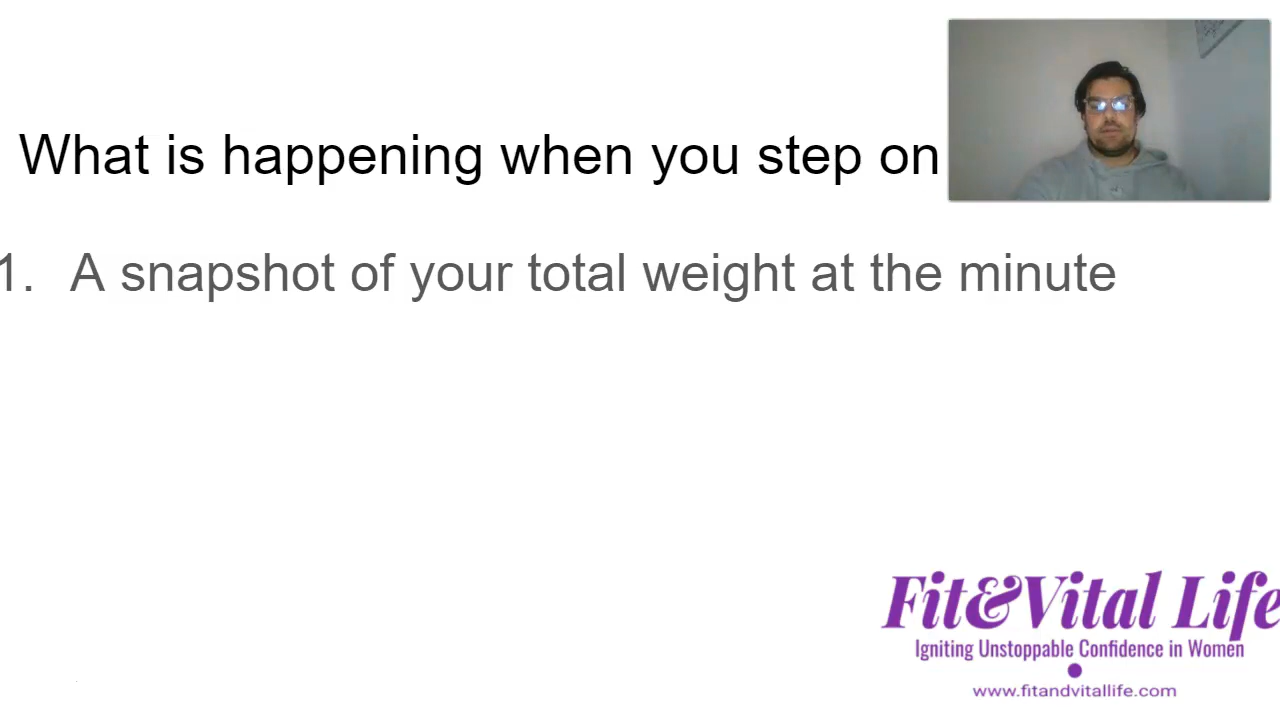 What is happening when you step on
1. A snapshot of your total weight at the minute
Fit&Vital Life
Igniting Unstoppable Confidence in Women
www.fitandvitallife.com